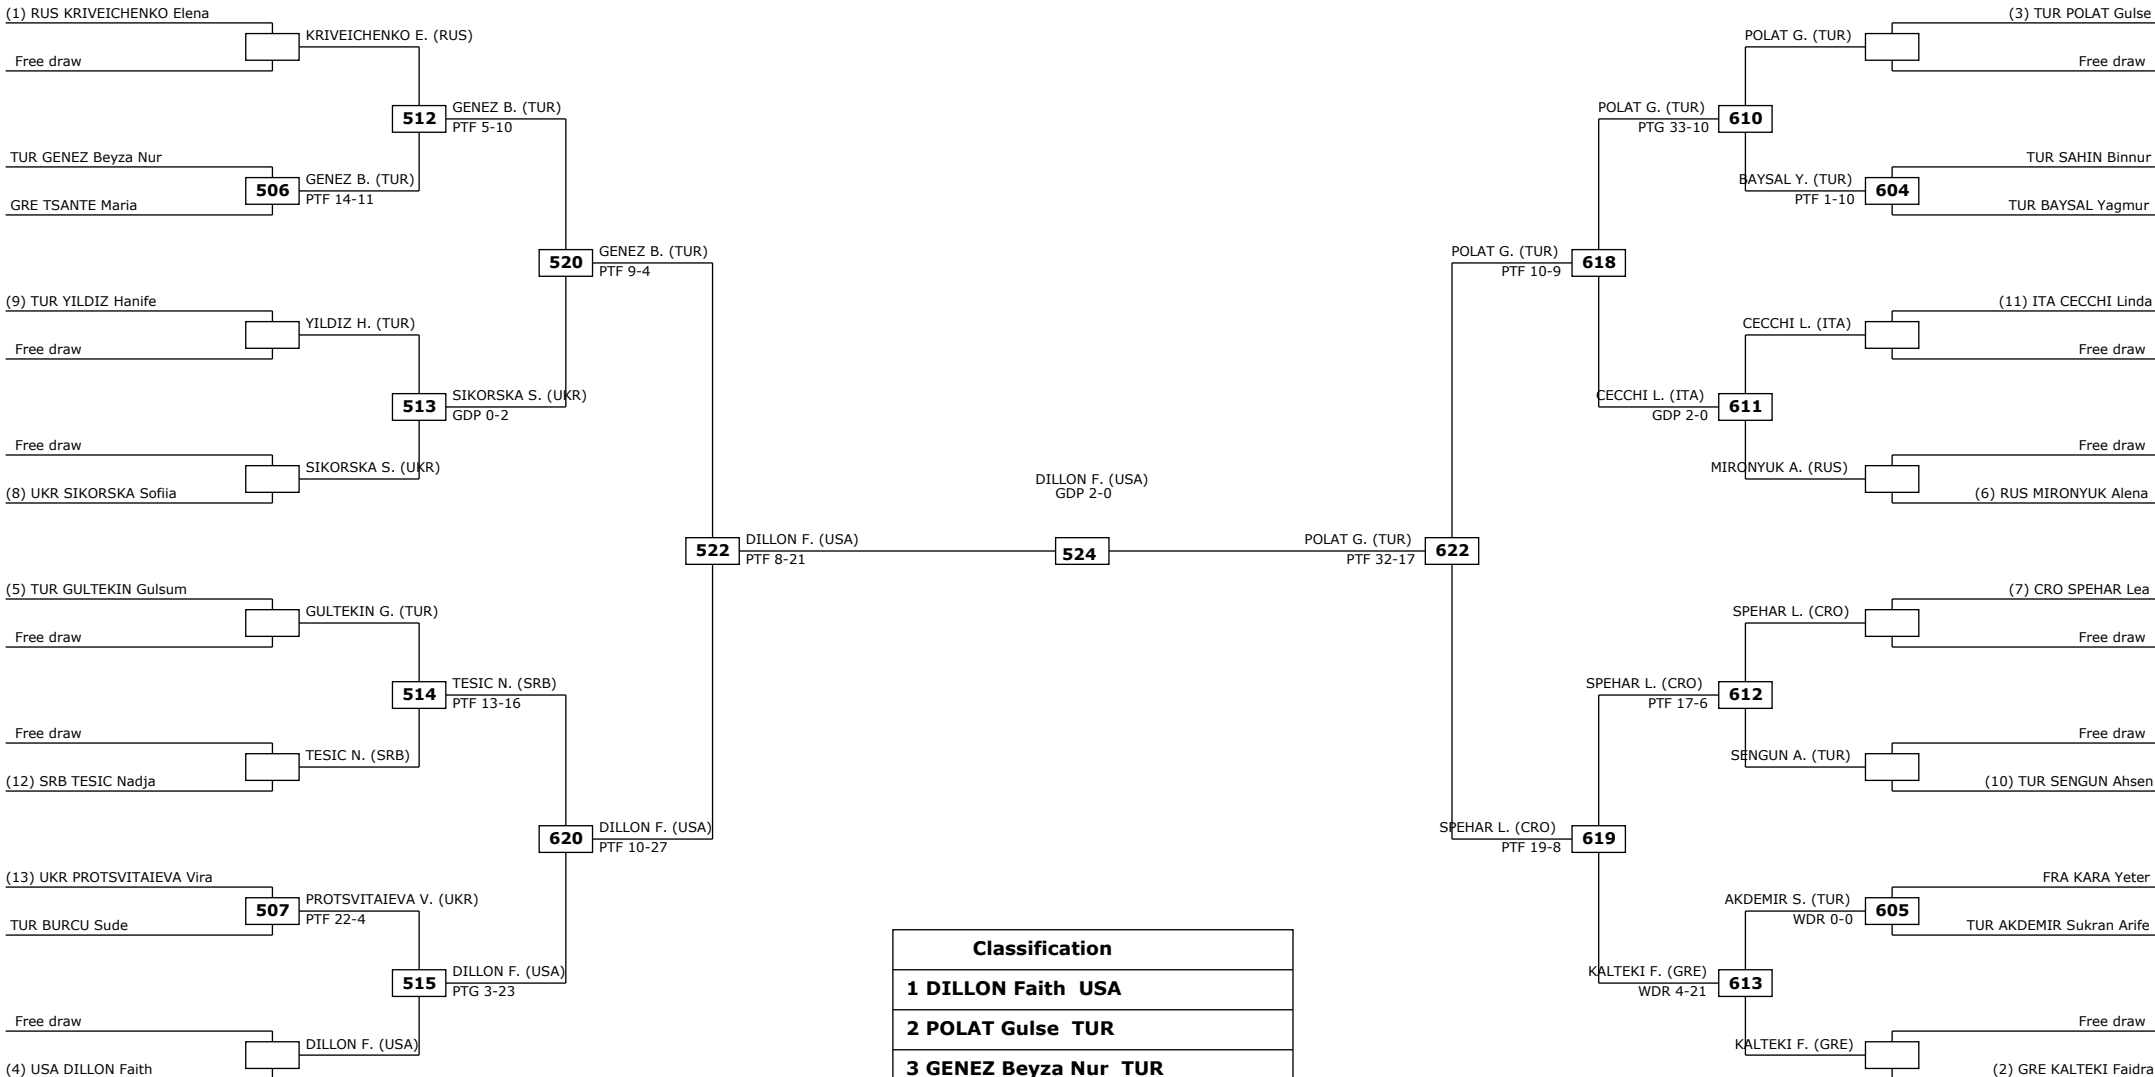 (1) RUS KRIVEICHENKO Elena
KRIVEICHENKO E. (RUS)
Free draw
512
GENEZ B. (TUR)
PTF 5-10
TUR GENEZ Beyza Nur
506
GENEZ B. (TUR)
PTF 14-11
GRE TSANTE Maria
520
GENEZ B. (TUR)
PTF 9-4
(9) TUR YILDIZ Hanife
YILDIZ H. (TUR)
Free draw
513
SIKORSKA S. (UKR)
GDP 0-2
Free draw
SIKORSKA S. (UKR)
(8) UKR SIKORSKA Sofiia
522
DILLON F. (USA)
PTF 8-21
(5) TUR GULTEKIN Gulsum
GULTEKIN G. (TUR)
Free draw
514
TESIC N. (SRB)
PTF 13-16
Free draw
TESIC N. (SRB)
(12) SRB TESIC Nadja
620
DILLON F. (USA)
PTF 10-27
(13) UKR PROTSVITAIEVA Vira
507
PROTSVITAIEVA V. (UKR)
PTF 22-4
TUR BURCU Sude
515
DILLON F. (USA)
PTG 3-23
Free draw
DILLON F. (USA)
(4) USA DILLON Faith
DILLON F. (USA)
GDP 2-0
524
(3) TUR POLAT Gulse
POLAT G. (TUR)
Free draw
POLAT G. (TUR)
PTG 33-10
610
TUR SAHIN Binnur
BAYSAL Y. (TUR)
PTF 1-10
604
TUR BAYSAL Yagmur
POLAT G. (TUR)
PTF 10-9
618
(11) ITA CECCHI Linda
CECCHI L. (ITA)
Free draw
CECCHI L. (ITA)
GDP 2-0
611
Free draw
MIRONYUK A. (RUS)
(6) RUS MIRONYUK Alena
POLAT G. (TUR)
PTF 32-17
622
(7) CRO SPEHAR Lea
SPEHAR L. (CRO)
Free draw
SPEHAR L. (CRO)
PTF 17-6
612
Free draw
SENGUN A. (TUR)
(10) TUR SENGUN Ahsen
SPEHAR L. (CRO)
PTF 19-8
619
FRA KARA Yeter
AKDEMIR S. (TUR)
WDR 0-0
605
TUR AKDEMIR Sukran Arife
KALTEKI F. (GRE)
WDR 4-21
613
Free draw
KALTEKI F. (GRE)
(2) GRE KALTEKI Faidra
Classification
1 DILLON Faith USA
2 POLAT Gulse TUR
3 GENEZ Beyza Nur TUR